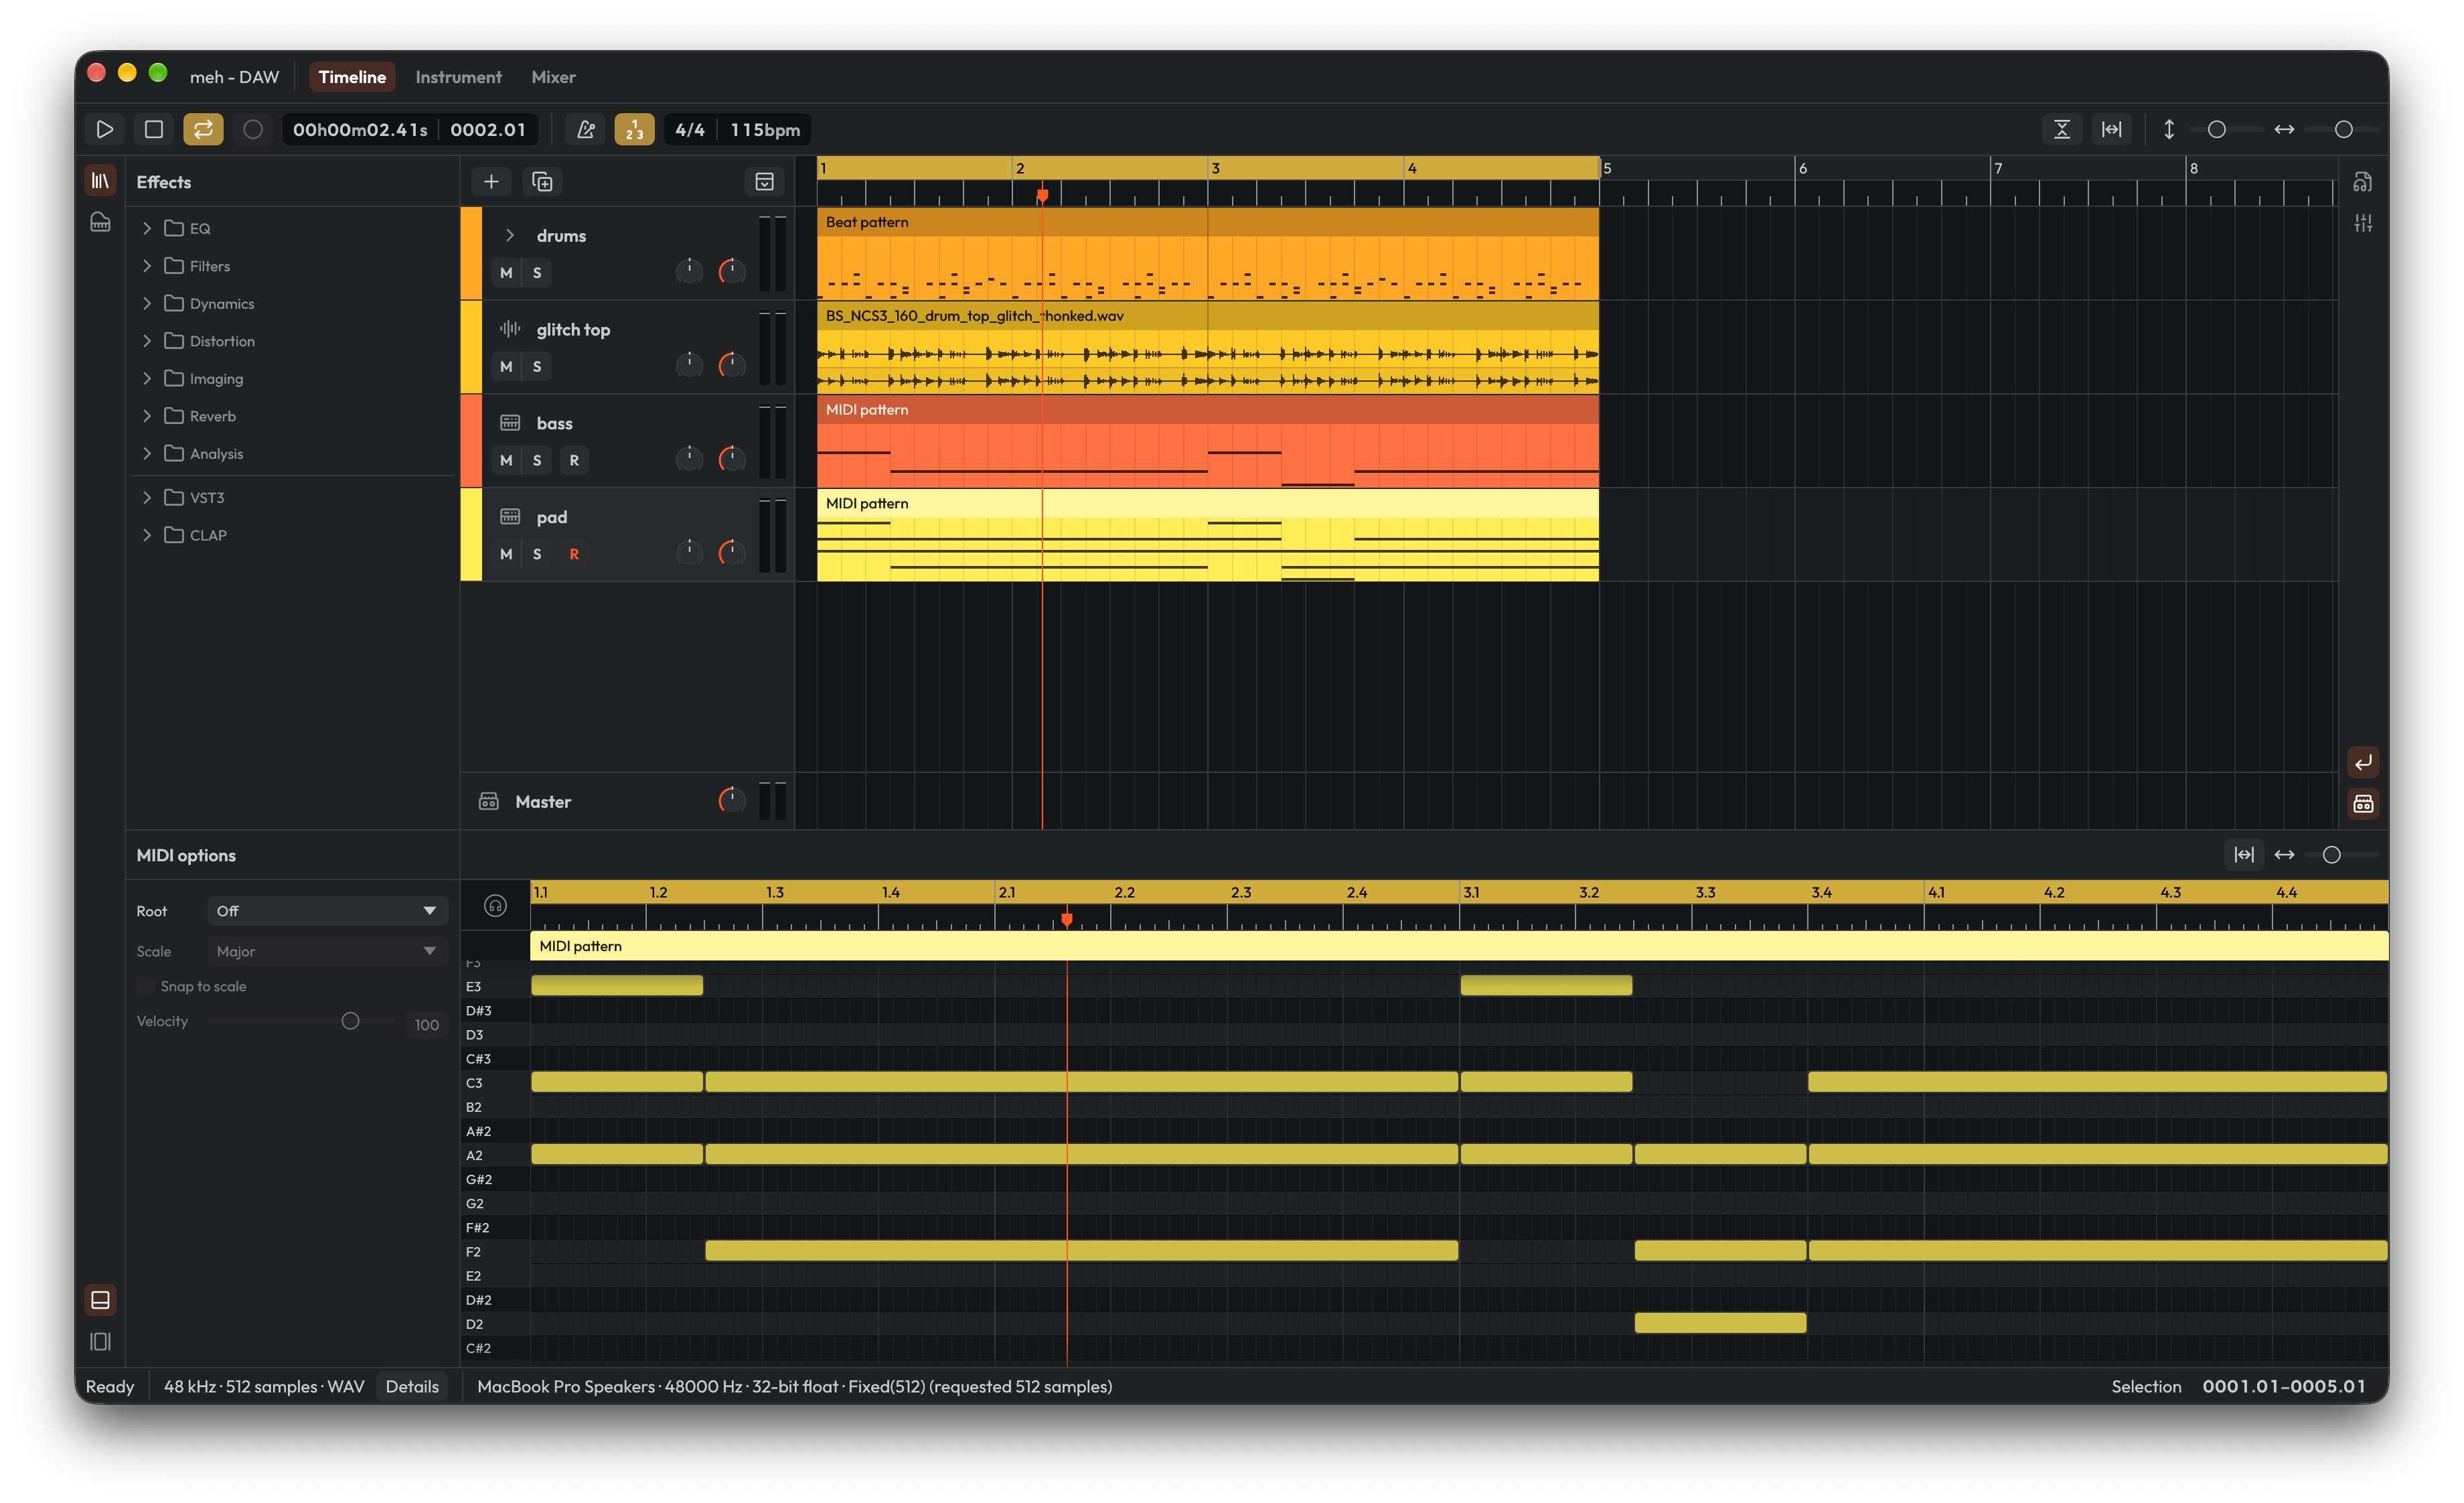 meh - DAW Timeline Instrument Mixer
00h00m02.41s 0002.01 1 2 3 4/4 115bpm
Effects
EQ
Filters
Dynamics
Distortion
Imaging
Reverb
Analysis
VST3
CLAP
drums
M S
glitch top
M S
bass
M S R
pad
M S R
Master
1 2 3 4 5 6 7 8
Beat pattern
BS_NCS3_160_drum_top_glitch_thonked.wav
MIDI pattern
MIDI pattern
MIDI options
Root Off
Scale Major
Snap to scale
Velocity 100
1.1 1.2 1.3 1.4 2.1 2.2 2.3 2.4 3.1 3.2 3.3 3.4 4.1 4.2 4.3 4.4
MIDI pattern
F3
E3
D#3
D3
C#3
C3
B2
A#2
A2
G#2
G2
F#2
F2
E2
D#2
D2
C#2
Ready 48 kHz · 512 samples · WAV Details MacBook Pro Speakers · 48000 Hz · 32-bit float · Fixed(512) (requested 512 samples) Selection 0001.01–0005.01